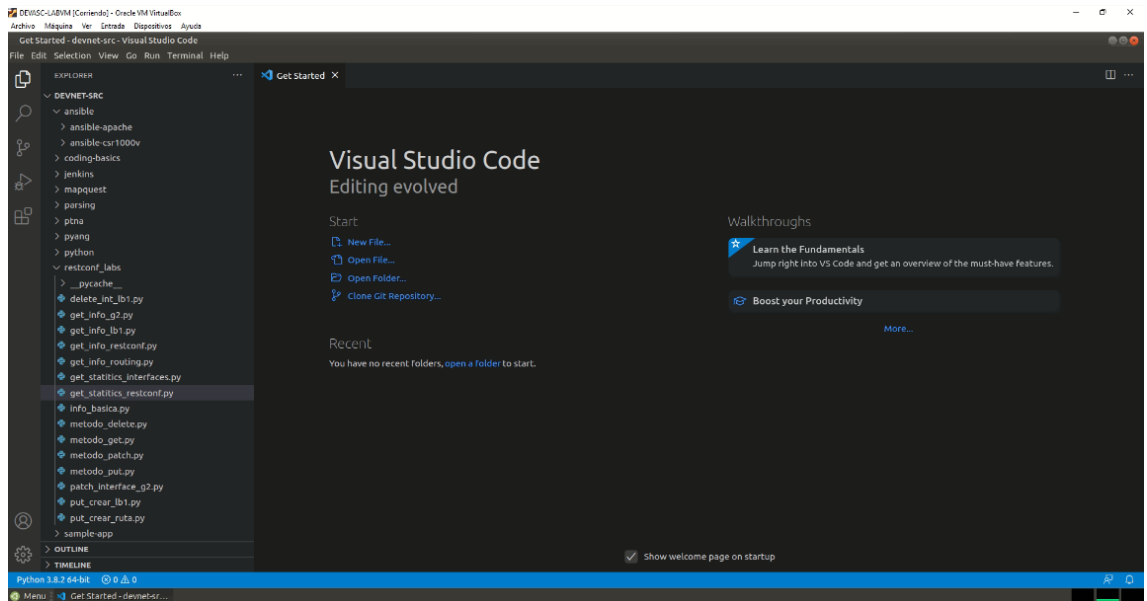 DEVASC-LABVM [Corriendo] - Oracle VM VirtualBox
Archivo Máquina Ver Entrada Dispositivos Ayuda
Get Started - devnet-src - Visual Studio Code
File Edit Selection View Go Run Terminal Help
EXPLORER ...
Get Started
DEVNET-SRC
ansible
ansible-apache
ansible-csr1000v
coding-basics
jenkins
mapquest
parsing
ptna
pyang
python
restconf_labs
__pycache__
delete_int_lb1.py
get_info_g2.py
get_info_lb1.py
get_info_restconf.py
get_info_routing.py
get_statitics_interfaces.py
get_statitics_restconf.py
info_basica.py
metodo_delete.py
metodo_get.py
metodo_patch.py
metodo_put.py
patch_interface_g2.py
put_crear_lb1.py
put_crear_ruta.py
sample-app
OUTLINE
TIMELINE
Visual Studio Code
Editing evolved
Start
New File...
Open File...
Open Folder...
Clone Git Repository...
Recent
You have no recent folders, open a folder to start.
Walkthroughs
Learn the Fundamentals
Jump right into VS Code and get an overview of the must-have features.
Boost your Productivity
More...
Show welcome page on startup
Python 3.8.2 64-bit 0 0
Menu Get Started - devnet-sr...